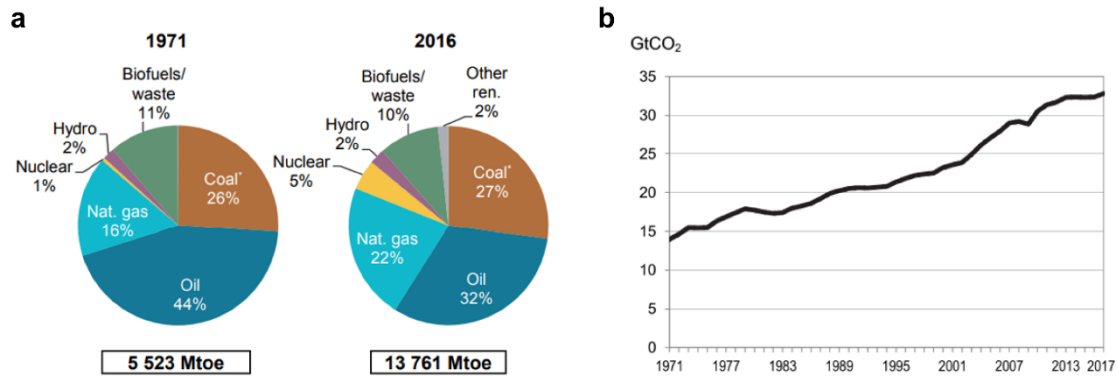 a
1971
Biofuels/
waste
11%
Hydo
2%
Nuclear
1%
Nat. gas
16%
Coal*
26%
Oil
44%
5 523 Mtoe
2016
Biofuels/
waste
10%
Other
ren.
2%
Hydro
2%
Nuclear
5%
Nat. gas
22%
Coal*
27%
Oil
32%
13 761 Mtoe
b
GtCO₂
35
30
25
20
15
10
5
0
1971 1977 1983 1989 1995 2001 2007 2013 2017